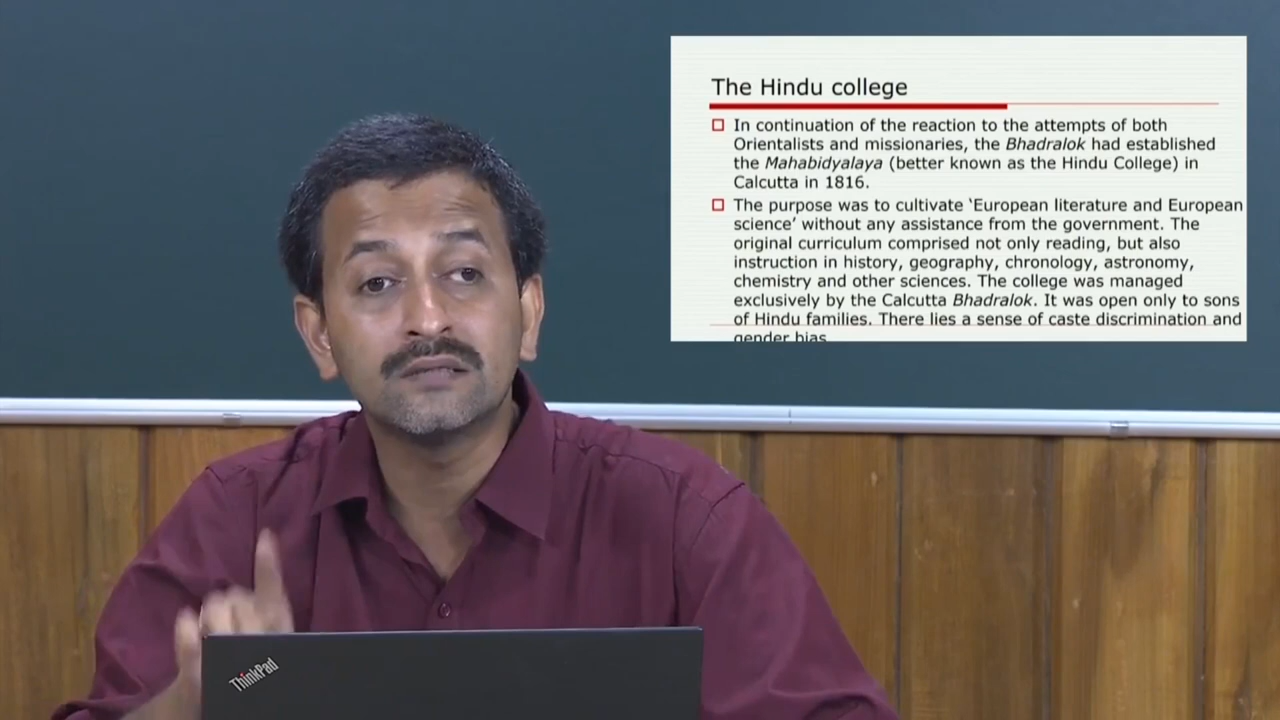 The Hindu college
In continuation of the reaction to the attempts of both
Orientalists and missionaries, the Bhadralok had established
the Mahabidyalaya (better known as the Hindu College) in
Calcutta in 1816.
The purpose was to cultivate ‘European literature and European
science’ without any assistance from the government. The
original curriculum comprised not only reading, but also
instruction in history, geography, chronology, astronomy,
chemistry and other sciences. The college was managed
exclusively by the Calcutta Bhadralok. It was open only to sons
of Hindu families. There lies a sense of caste discrimination and
gender bias
ThinkPad